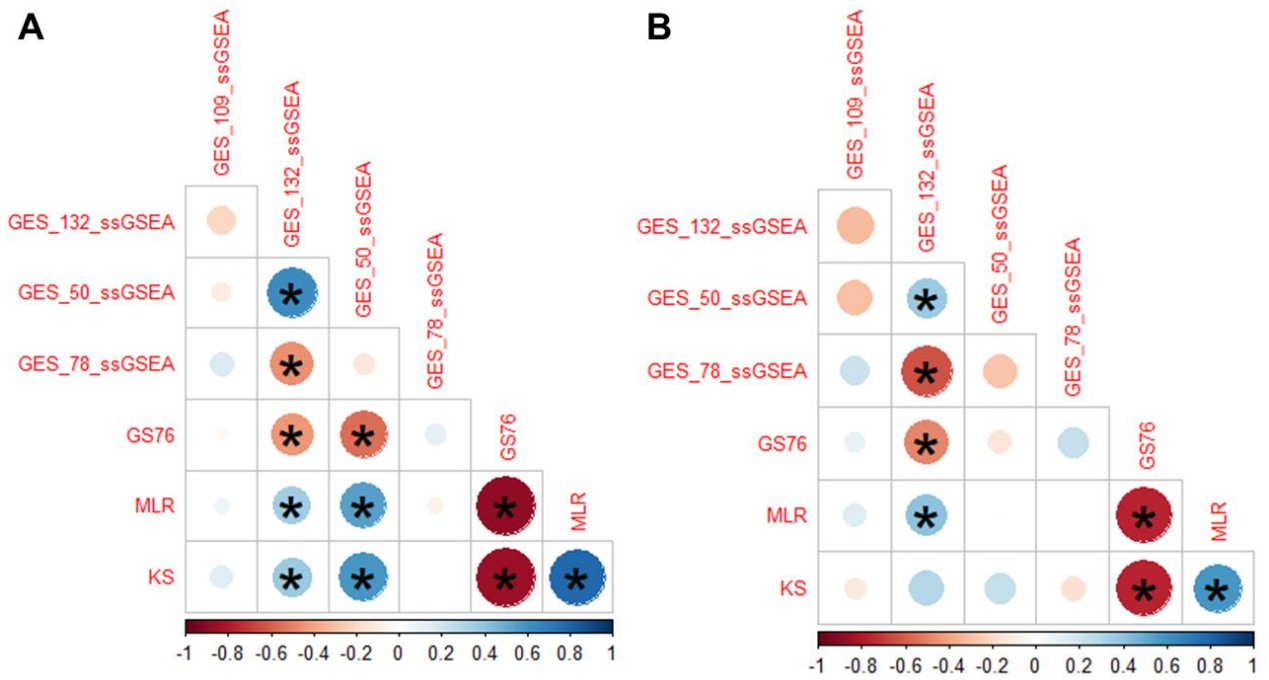 A
B
GES_109_ssGSEA
GES_132_ssGSEA
GES_50_ssGSEA
GES_78_ssGSEA
GS76
MLR
GES_132_ssGSEA
GES_50_ssGSEA
GES_78_ssGSEA
GS76
MLR
KS
* 
* 
* *
* * *
* * * *
-1 -0.8 -0.6 -0.4 -0.2 0 0.2 0.4 0.6 0.8 1
GES_109_ssGSEA
GES_132_ssGSEA
GES_50_ssGSEA
GES_78_ssGSEA
GS76
MLR
GES_132_ssGSEA
GES_50_ssGSEA
GES_78_ssGSEA
GS76
MLR
KS
*
*
*
* *
* *
-1 -0.8 -0.6 -0.4 -0.2 0 0.2 0.4 0.6 0.8 1